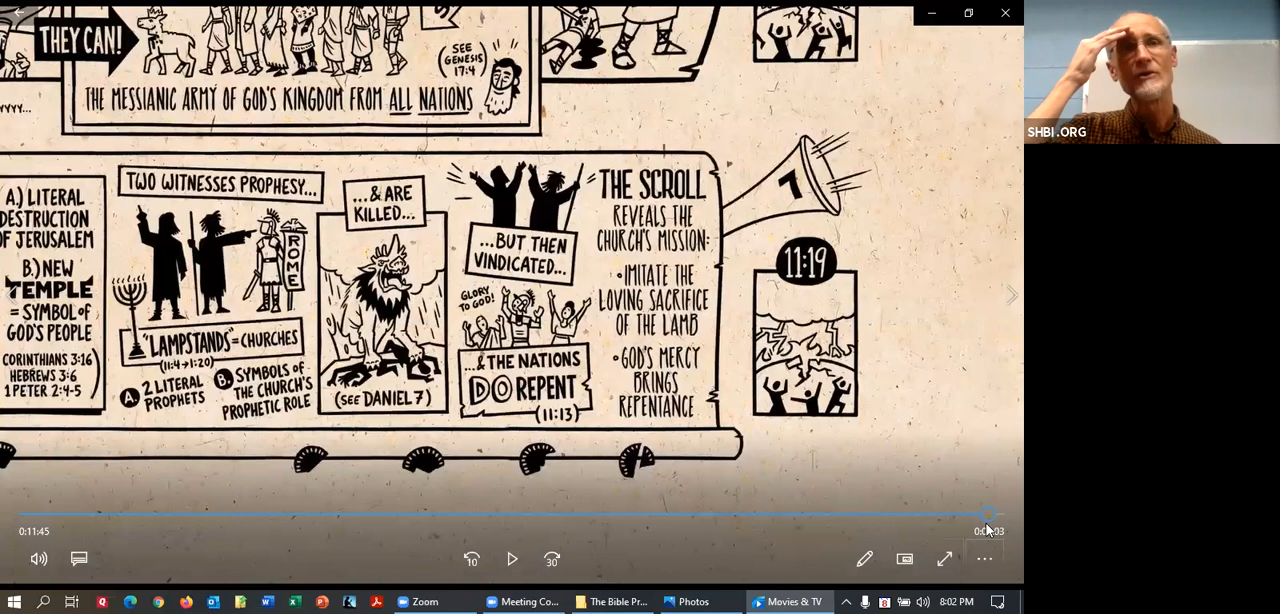 THEY CAN!
(SEE
GENESIS
17:4)
THE MESSIANIC ARMY OF GOD'S KINGDOM FROM ALL NATIONS
A.) LITERAL
DESTRUCTION
OF JERUSALEM
B.) NEW
TEMPLE
= SYMBOL OF
GOD'S PEOPLE
CORINTHIANS 3:16
HEBREWS 3:6
1 PETER 2:4-5
TWO WITNESSES PROPHESY...
ROME
"LAMPSTANDS" = CHURCHES
(11:4→1:20)
A. 2 LITERAL
PROPHETS
B. SYMBOLS OF
THE CHURCH'S
PROPHETIC ROLE
...& ARE
KILLED...
(SEE DANIEL 7)
...BUT THEN
VINDICATED...
GLORY
TO GOD!
...& THE NATIONS
DO REPENT
(11:13)
THE SCROLL
REVEALS THE
CHURCH'S MISSION:
• IMITATE THE
LOVING SACRIFICE
OF THE LAMB
• GOD'S MERCY
BRINGS
REPENTANCE
7
11:19
SHBI.ORG
0:11:45
10
30
Zoom
Meeting Co...
The Bible Pr...
Photos
Movies & TV
8:02 PM